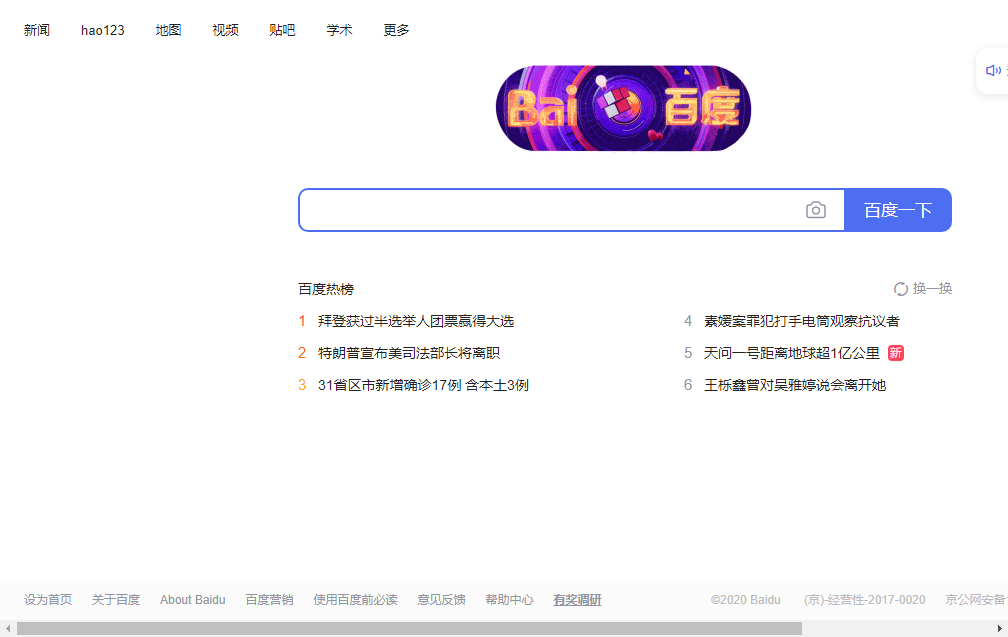 新闻 hao123 地图 视频 贴吧 学术 更多
Bai 百度
百度一下
百度热榜 换一换
1 拜登获过半选举人团票赢得大选
2 特朗普宣布美司法部长将离职
3 31省区市新增确诊17例 含本土3例
4 素媛案罪犯打手电筒观察抗议者
5 天问一号距离地球超1亿公里 新
6 王栎鑫曾对吴雅婷说会离开她
设为首页 关于百度 About Baidu 百度营销 使用百度前必读 意见反馈 帮助中心 有奖调研 ©2020 Baidu (京)-经营性-2017-0020 京公网安备